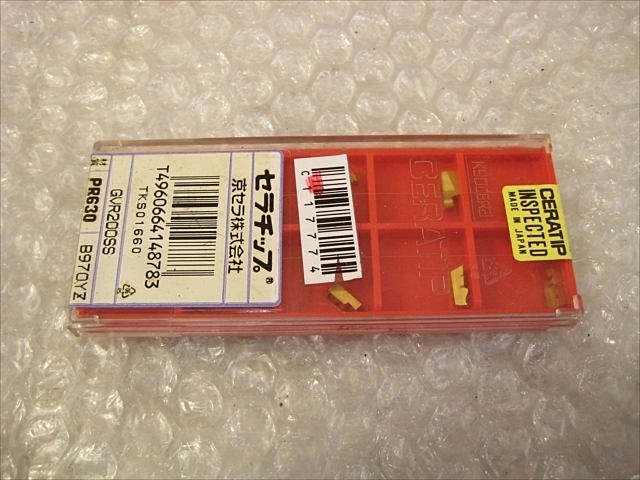 セラチップ®
京セラ株式会社
T4960664148783
TKS01660
GVR200SS
PR630 B970YZ
C117774
KYOCERA
CERATIP
CERATIP
INSPECTED
MADE IN JAPAN